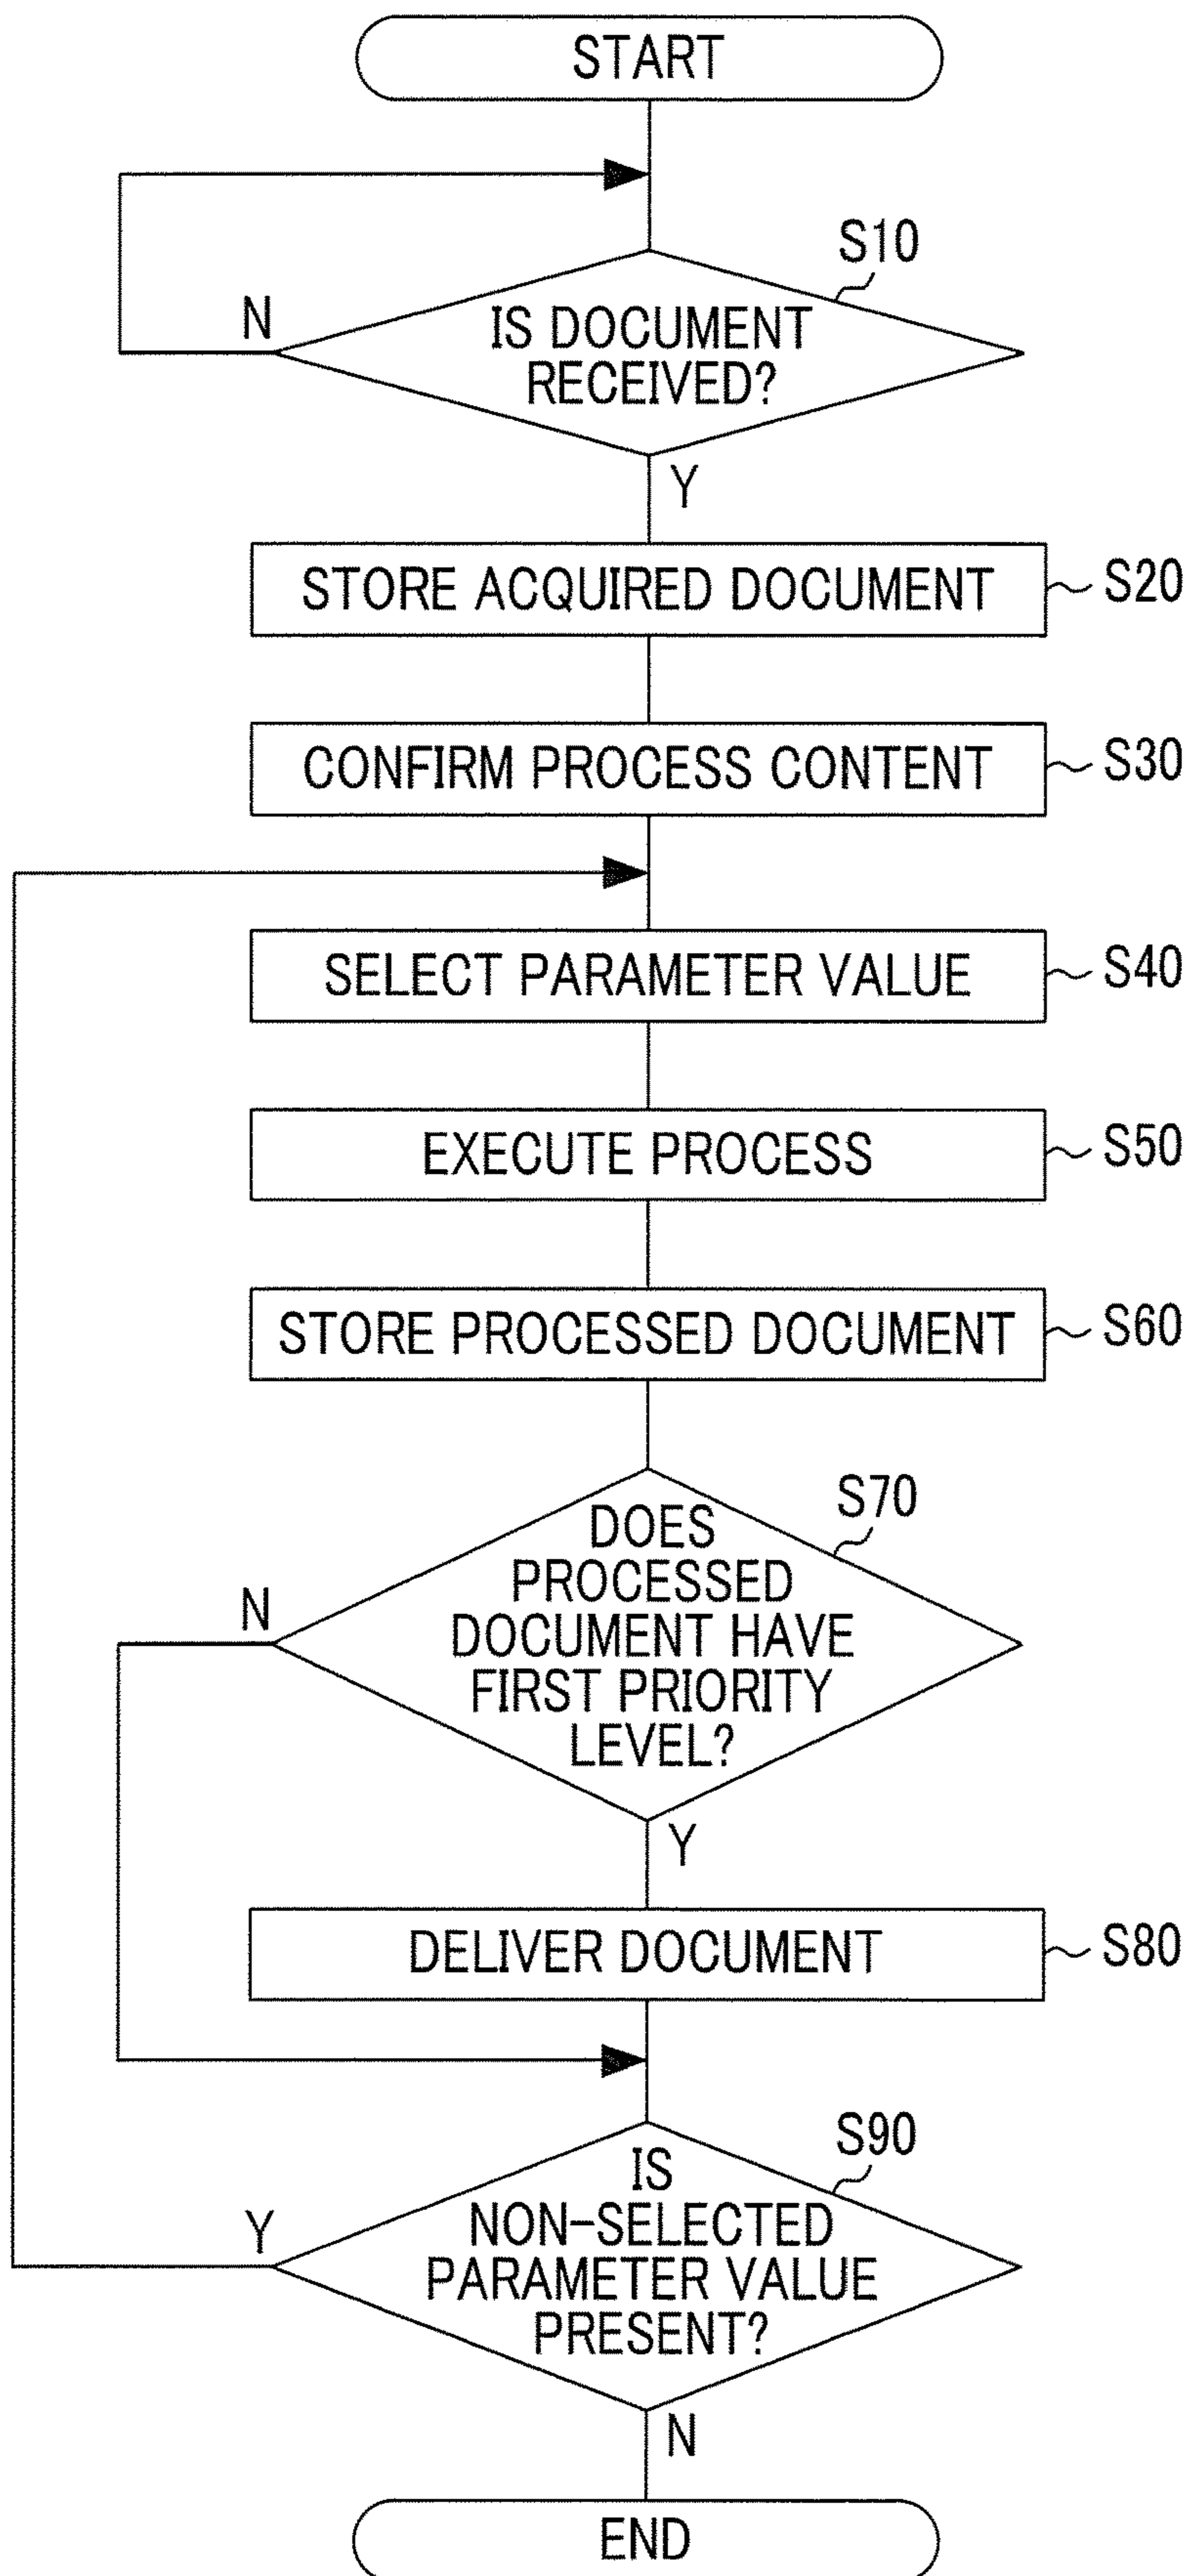 START
S10
N
IS DOCUMENT
RECEIVED?
Y
STORE ACQUIRED DOCUMENT
S20
CONFIRM PROCESS CONTENT
S30
SELECT PARAMETER VALUE
S40
EXECUTE PROCESS
S50
STORE PROCESSED DOCUMENT
S60
S70
DOES
PROCESSED
N
DOCUMENT HAVE
FIRST PRIORITY
LEVEL?
Y
DELIVER DOCUMENT
S80
S90
IS
NON-SELECTED
Y
PARAMETER VALUE
PRESENT?
N
END